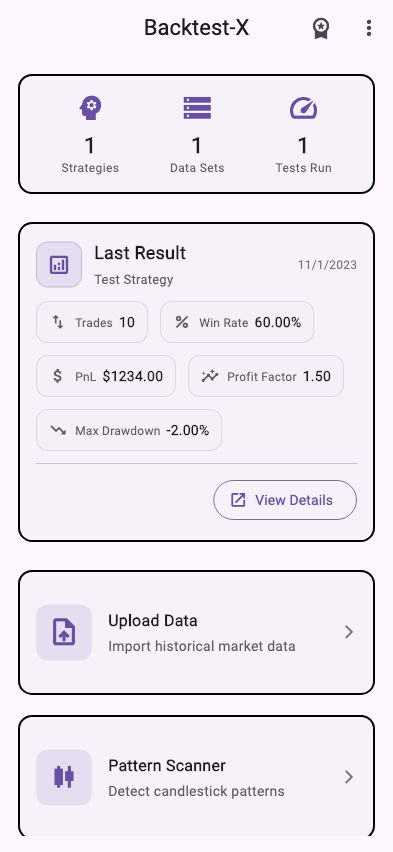 Backtest-X
1 1 1
Strategies Data Sets Tests Run
Last Result
Test Strategy
11/1/2023
Trades 10
Win Rate 60.00%
$ PnL $1234.00
Profit Factor 1.50
Max Drawdown -2.00%
View Details
Upload Data
Import historical market data
Pattern Scanner
Detect candlestick patterns